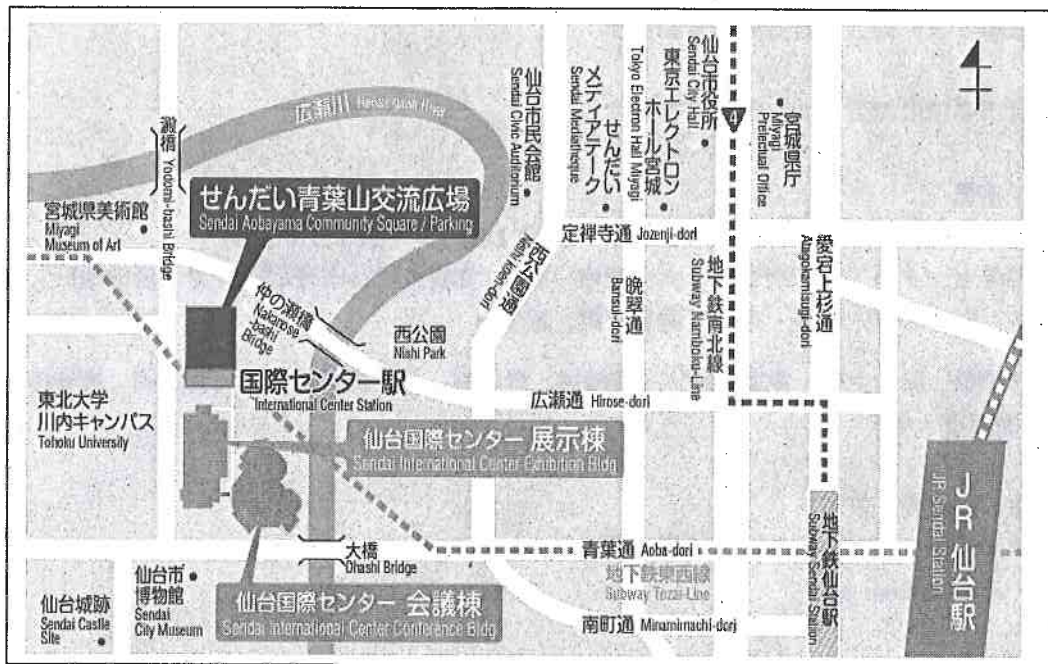 広瀬川 Hirose-gawa River
澱橋 Yodomi-bashi Bridge
仙台市民会館
Sendai Civic Auditorium
せんだい
メディアテーク
Sendai Mediatheque
東京エレクトロン
ホール宮城
Tokyo Electron Hall Miyagi
仙台市役所
Sendai City Hall
4
宮城県庁
Miyagi
Prefectual Office
せんだい青葉山交流広場
Sendai Aobayama Community Square / Parking
宮城県美術館
Miyagi
Museum of Art
定禅寺通 Jozenji-dori
西公園通
晩翠通
Bansui-dori
地下鉄南北線
Subway Namboku-Line
愛宕上杉通
Atagokamisugi-dori
仲の瀬橋
Nakanose
-bashi
Bridge
西公園
Nishi Park
国際センター駅
International Center Station
広瀬通 Hirose-dori
東北大学
川内キャンパス
Tohoku University
仙台国際センター 展示棟
Sendai International Center Exhibition Bldg
JR 仙台駅
JR Sendai Station
地下鉄仙台駅
Subway Sendai Station
大橋
Ohashi Bridge
青葉通 Aoba-dori
地下鉄東西線
Subway Tozai-Line
仙台城跡
Sendai Castle
Site
仙台市
博物館
Sendai
City Museum
仙台国際センター 会議棟
Sendai International Center Conference Bldg
南町通 Minamimachi-dori